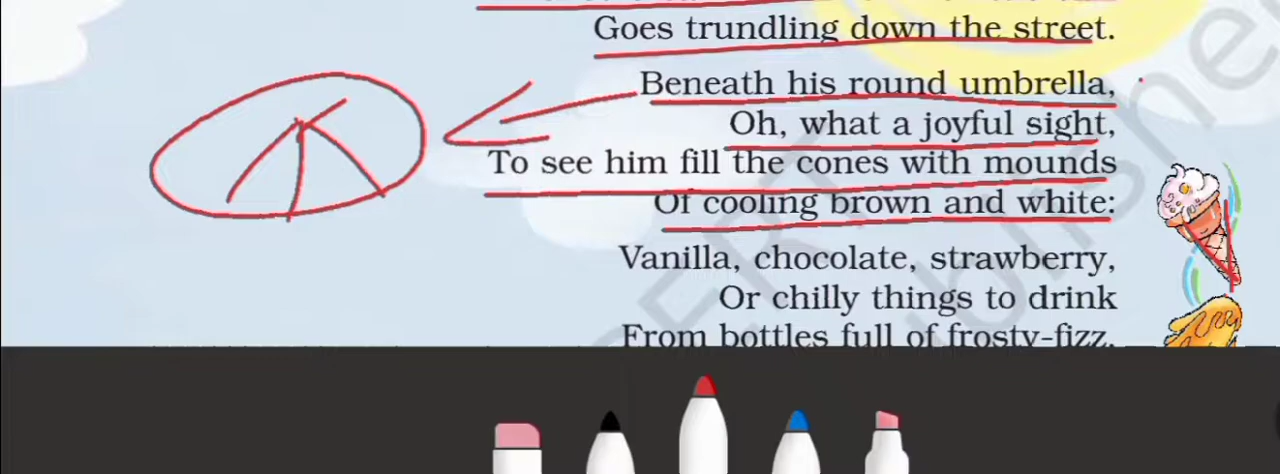 Goes trundling down the street.
Beneath his round umbrella,
Oh, what a joyful sight,
To see him fill the cones with mounds
Of cooling brown and white:
Vanilla, chocolate, strawberry,
Or chilly things to drink
From bottles full of frosty-fizz,